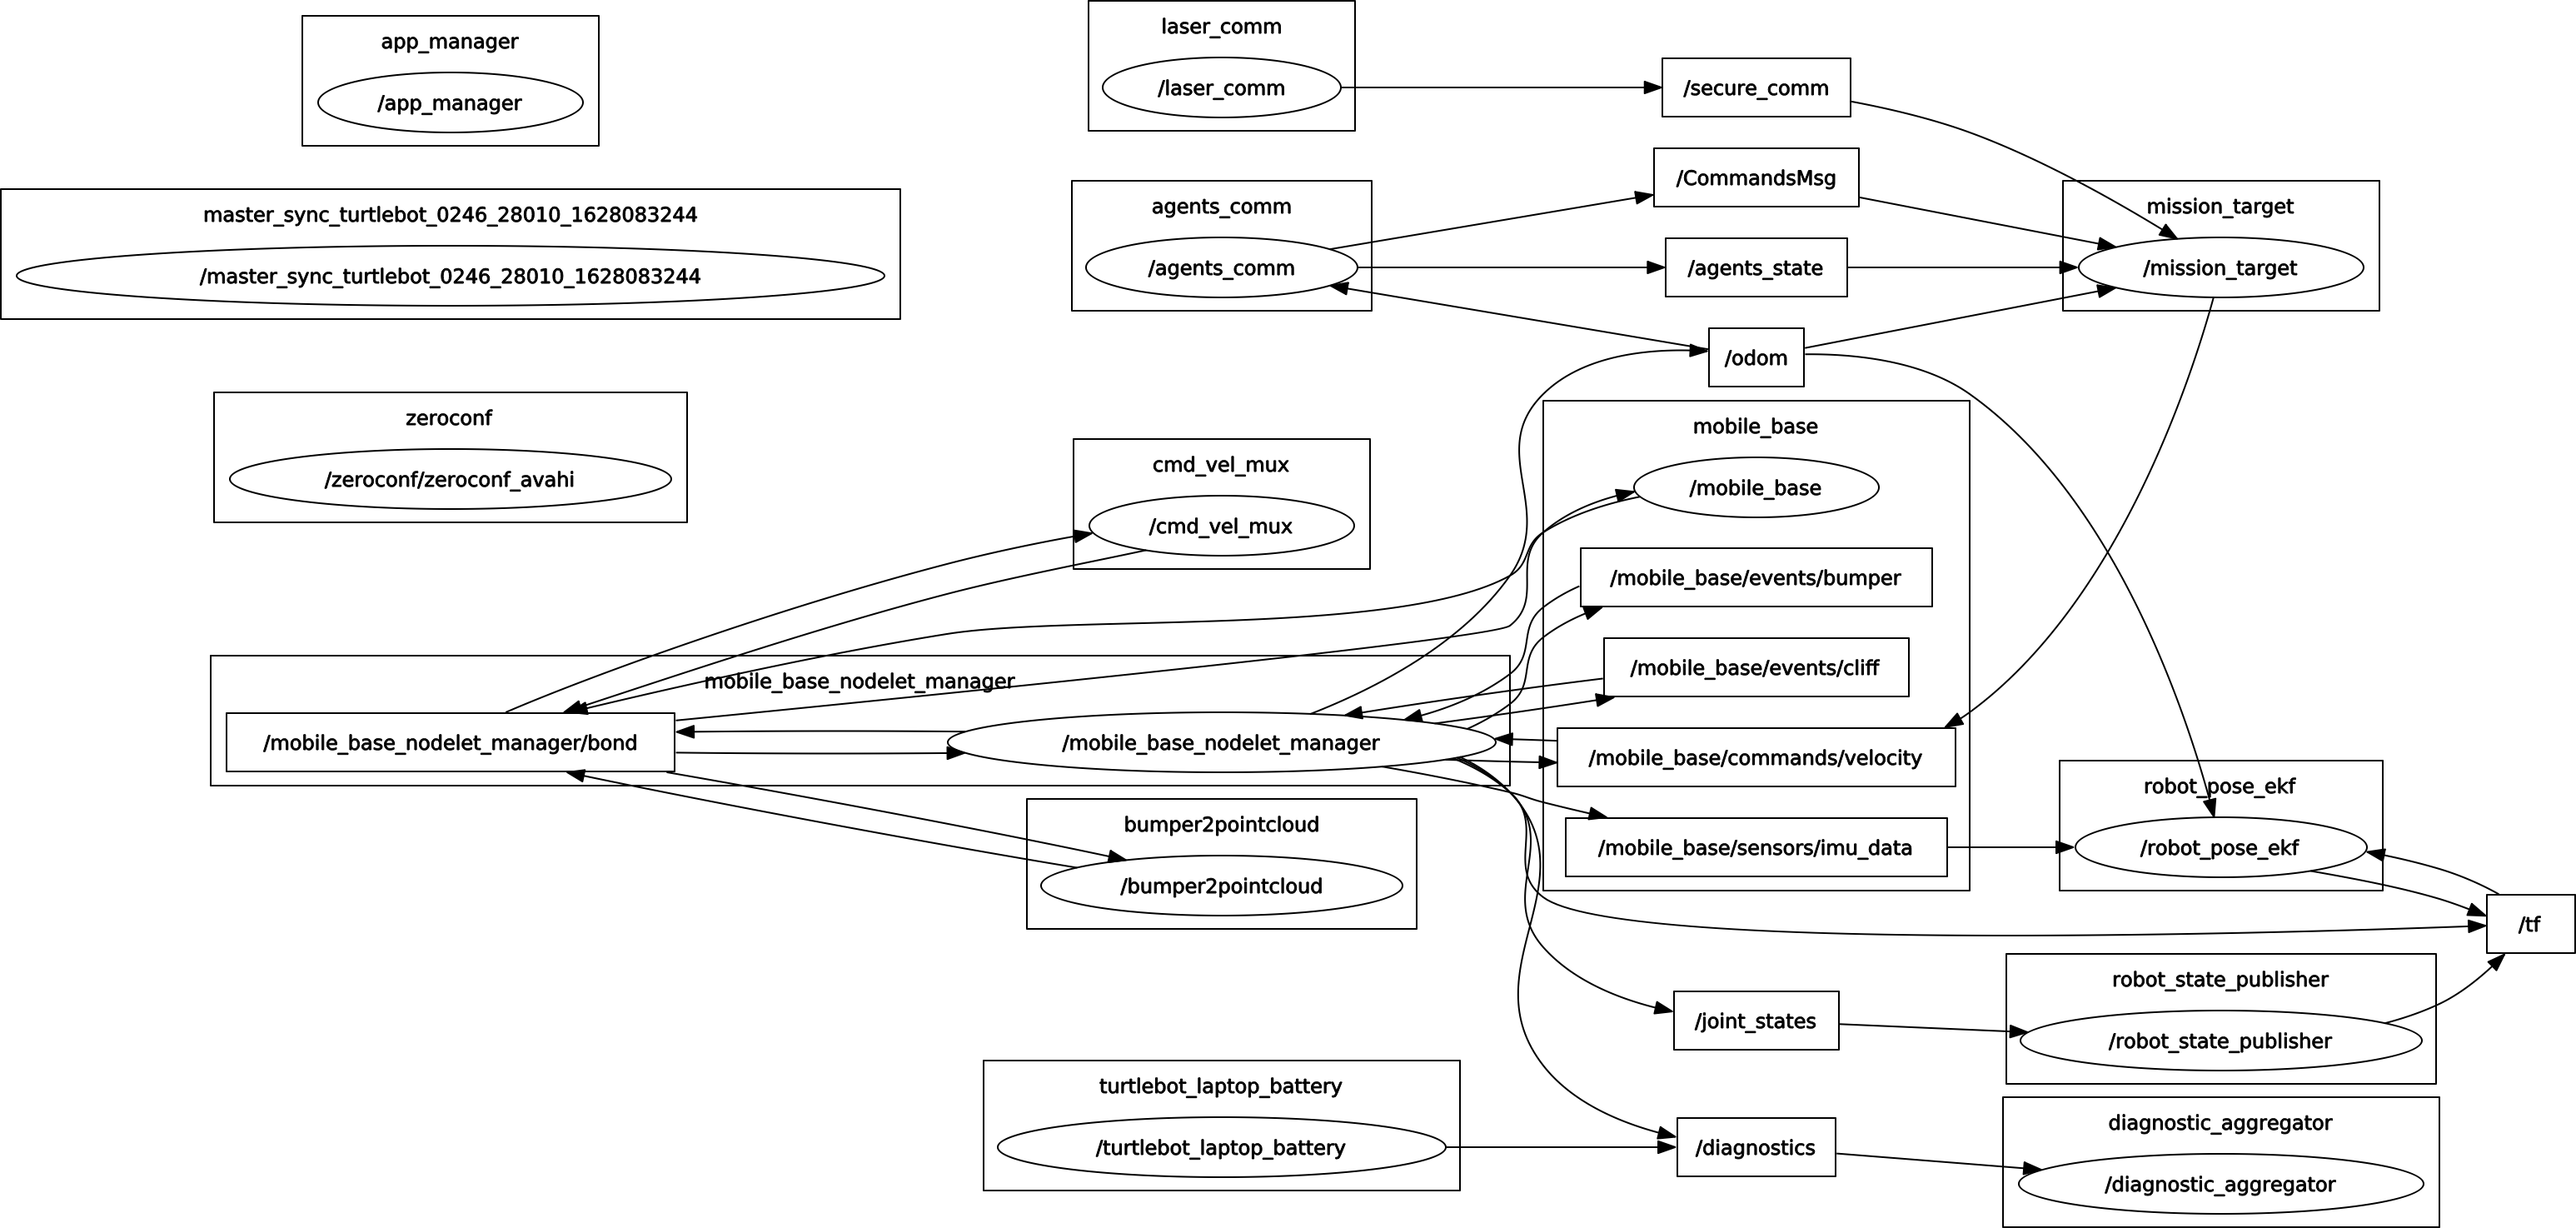 app_manager
/app_manager
master_sync_turtlebot_0246_28010_1628083244
/master_sync_turtlebot_0246_28010_1628083244
zeroconf
/zeroconf/zeroconf_avahi
laser_comm
/laser_comm
/secure_comm
agents_comm
/agents_comm
/CommandsMsg
/agents_state
/odom
mission_target
/mission_target
cmd_vel_mux
/cmd_vel_mux
mobile_base
/mobile_base
/mobile_base/events/bumper
/mobile_base/events/cliff
/mobile_base/commands/velocity
/mobile_base/sensors/imu_data
mobile_base_nodelet_manager
/mobile_base_nodelet_manager/bond
/mobile_base_nodelet_manager
bumper2pointcloud
/bumper2pointcloud
robot_pose_ekf
/robot_pose_ekf
/tf
/joint_states
robot_state_publisher
/robot_state_publisher
turtlebot_laptop_battery
/turtlebot_laptop_battery
/diagnostics
diagnostic_aggregator
/diagnostic_aggregator